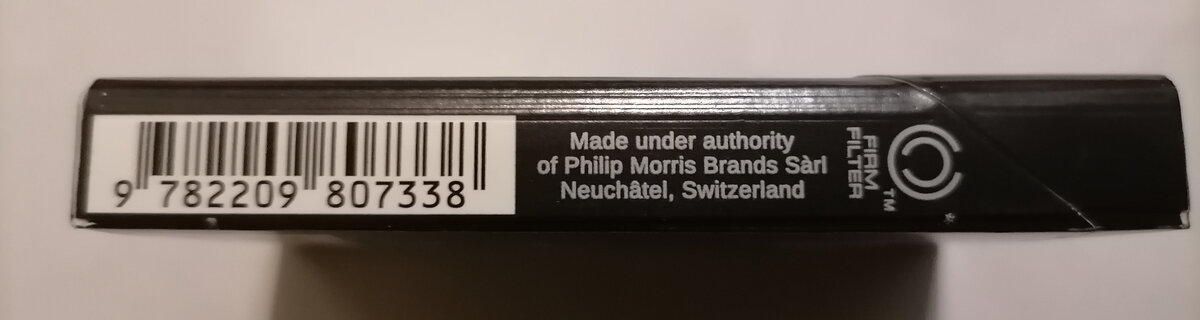 9 782209 807338
Made under authority
of Philip Morris Brands Sàrl
Neuchâtel, Switzerland
FIRM
FILTER
TM